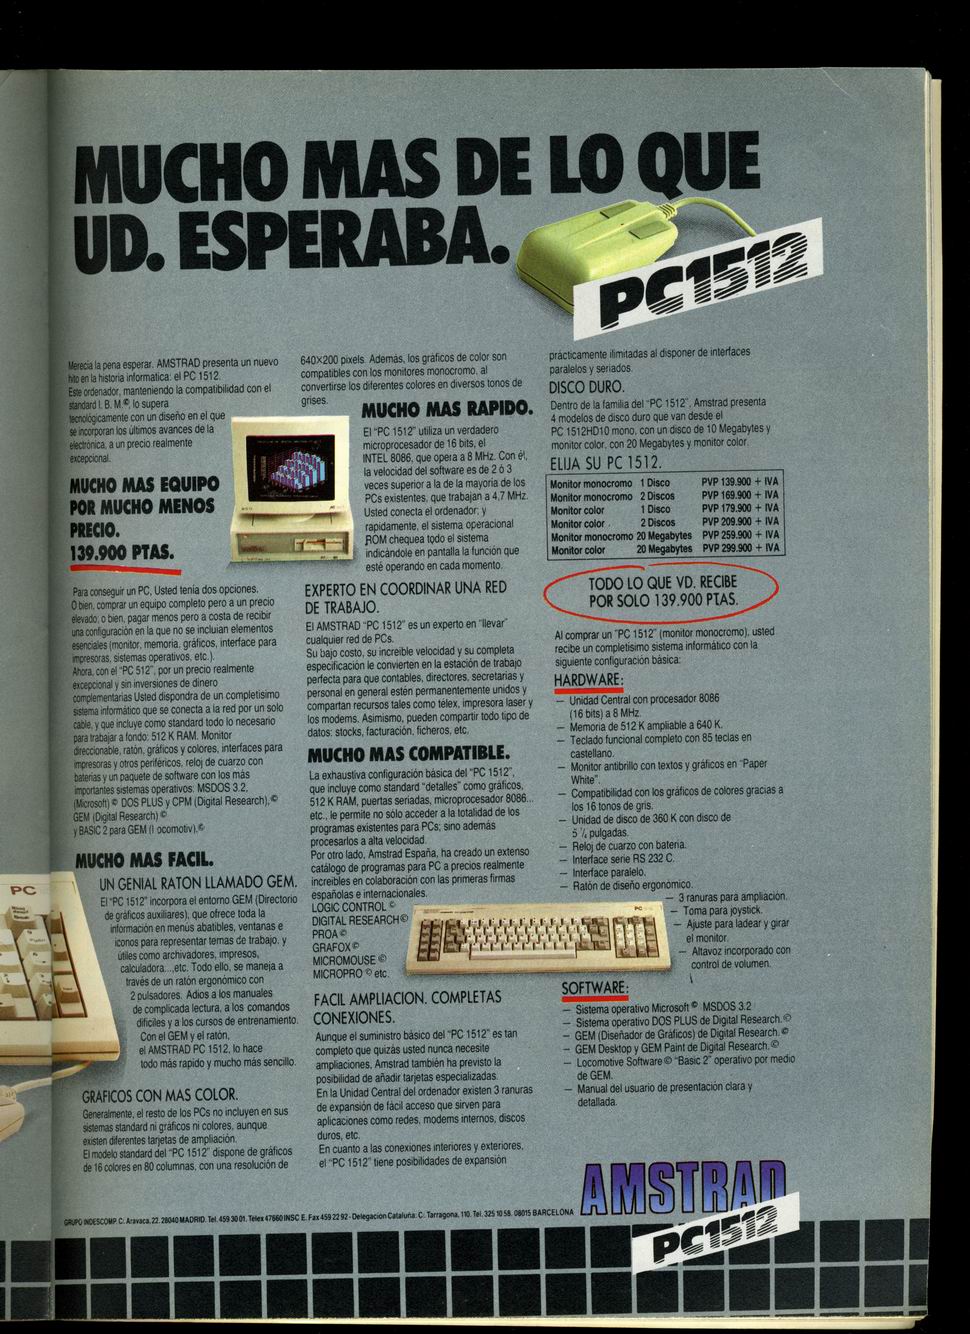 MUCHO MAS DE LO QUE
UD. ESPERABA.
PC1512
Merecía la pena esperar. AMSTRAD presenta un nuevo
hito en la historia informatica: el PC 1512.
Este ordenador, manteniendo la compatibilidad con el
standard I. B. M.©, lo supera
tecnológicamente con un diseño en el que
se incorporan los últimos avances de la
electrónica, a un precio realmente
excepcional.
MUCHO MAS EQUIPO
POR MUCHO MENOS
PRECIO.
139.900 PTAS.
Para conseguir un PC, Usted tenía dos opciones.
O bien, comprar un equipo completo pero a un precio
elevado; o bien, pagar menos pero a costa de recibir
una configuración en la que no se incluian elementos
esenciales (monitor, memoria, gráficos, interface para
impresoras, sistemas operativos, etc.).
Ahora, con el "PC 512", por un precio realmente
excepcional y sin inversiones de dinero
complementarias Usted dispondra de un completisimo
sistema informático que se conecta a la red por un solo
cable, y que incluye como standard todo lo necesario
para trabajar a fondo: 512 K RAM. Monitor
direccionable, ratón, gráficos y colores, interfaces para
impresoras y otros periféricos, reloj de cuarzo con
baterias y un paquete de software con los más
importantes sistemas operativos: MSDOS 3.2,
(Microsoft) © DOS PLUS y CPM (Digital Research),©
GEM (Digital Research) ©
y BASIC 2 para GEM (Locomotiv).©
MUCHO MAS FACIL.
UN GENIAL RATON LLAMADO GEM.
El "PC 1512" incorpora el entorno GEM (Directorio
de gráficos auxiliares), que ofrece toda la
información en menús abatibles, ventanas e
iconos para representar temas de trabajo, y
útiles como archivadores, impresos,
calculadora...,etc. Todo ello, se maneja a
través de un ratón ergonómico con
2 pulsadores. Adios a los manuales
de complicada lectura, a los comandos
dificiles y a los cursos de entrenamiento.
Con el GEM y el ratón,
el AMSTRAD PC 1512, lo hace
todo más rapido y mucho más sencillo.
GRAFICOS CON MAS COLOR.
Generalmente, el resto de los PCs no incluyen en sus
sistemas standard ni gráficos ni colores, aunque
existen diferentes tarjetas de ampliación.
El modelo standard del "PC 1512" dispone de gráficos
de 16 colores en 80 columnas, con una resolución de
640×200 pixels. Además, los gráficos de color son
compatibles con los monitores monocromo, al
convertirse los diferentes colores en diversos tonos de
grises.
MUCHO MAS RAPIDO.
El "PC 1512" utiliza un verdadero
microprocesador de 16 bits, el
INTEL 8086, que opera a 8 MHz. Con él,
la velocidad del software es de 2 ó 3
veces superior a la de la mayoría de los
PCs existentes, que trabajan a 4,7 MHz.
Usted conecta el ordenador; y
rapidamente, el sistema operacional
ROM chequea todo el sistema
indicándole en pantalla la función que
esté operando en cada momento.
EXPERTO EN COORDINAR UNA RED
DE TRABAJO.
El AMSTRAD "PC 1512" es un experto en "llevar"
cualquier red de PCs.
Su bajo costo, su increible velocidad y su completa
especificación le convierten en la estación de trabajo
perfecta para que contables, directores, secretarias y
personal en general estén permanentemente unidos y
compartan recursos tales como télex, impresora laser y
los modems. Asimismo, pueden compartir todo tipo de
datos: stocks, facturación, ficheros, etc.
MUCHO MAS COMPATIBLE.
La exhaustiva configuración básica del "PC 1512",
que incluye como standard "detalles" como gráficos,
512 K RAM, puertas seriadas, microprocesador 8086...
etc., le permite no sólo acceder a la totalidad de los
programas existentes para PCs; sino además
procesarlos a alta velocidad.
Por otro lado, Amstrad España, ha creado un extenso
catálogo de programas para PC a precios realmente
increibles en colaboración con las primeras firmas
españolas e internacionales.
LOGIC CONTROL ©
DIGITAL RESEARCH©
PROA ©
GRAFOX©
MICROMOUSE ©
MICROPRO © etc.
FACIL AMPLIACION. COMPLETAS
CONEXIONES.
Aunque el suministro básico del "PC 1512" es tan
completo que quizás usted nunca necesite
ampliaciones, Amstrad también ha previsto la
posibilidad de añadir tarjetas especializadas.
En la Unidad Central del ordenador existen 3 ranuras
de expansión de fácil acceso que sirven para
aplicaciones como redes, modems internos, discos
duros, etc.
En cuanto a las conexiones interiores y exteriores,
el "PC 1512" tiene posibilidades de expansión
prácticamente ilimitadas al disponer de interfaces
paralelos y seriados.
DISCO DURO.
Dentro de la familia del "PC 1512", Amstrad presenta
4 modelos de disco duro que van desde el
PC 1512HD10 mono, con un disco de 10 Megabytes y
monitor color, con 20 Megabytes y monitor color.
ELIJA SU PC 1512.
Monitor monocromo 1 Disco PVP 139.900 + IVA
Monitor monocromo 2 Discos PVP 169.900 + IVA
Monitor color 1 Disco PVP 179.900 + IVA
Monitor color . 2 Discos PVP 209.900 + IVA
Monitor monocromo 20 Megabytes PVP 259.900 + IVA
Monitor color 20 Megabytes PVP 299.900 + IVA
TODO LO QUE VD. RECIBE
POR SOLO 139.900 PTAS.
Al comprar un "PC 1512" (monitor monocromo), usted
recibe un completisimo sistema informático con la
siguiente configuración básica:
HARDWARE:
— Unidad Central con procesador 8086
(16 bits) a 8 MHz.
— Memoria de 512 K ampliable a 640 K.
— Teclado funcional completo con 85 teclas en
castellano.
— Monitor antibrillo con textos y gráficos en "Paper
White".
— Compatibilidad con los gráficos de colores gracias a
los 16 tonos de gris.
— Unidad de disco de 360 K con disco de
5 1/4 pulgadas.
— Reloj de cuarzo con bateria.
— Interface serie RS 232 C.
— Interface paralelo.
— Ratón de diseño ergonómico.
— 3 ranuras para ampliación.
— Toma para joystick.
— Ajuste para ladear y girar
el monitor.
— Altavoz incorporado con
control de volumen.
SOFTWARE:
— Sistema operativo Microsoft © MSDOS 3.2
— Sistema operativo DOS PLUS de Digital Research.©
— GEM (Diseñador de Gráficos) de Digital Research.©
— GEM Desktop y GEM Paint de Digital Research.©
— Locomotive Software © "Basic 2" operativo por medio
de GEM.
— Manual del usuario de presentación clara y
detallada.
PC
PC
AMSTRAD
PC1512
GRUPO INDESCOMP. C. Aravaca, 22. 28040 MADRID. Tel. 459 30 01. Télex 47660 INSC E. Fax 459 22 92 - Delegación Cataluña: C. Tarragona, 110. Tel. 325 10 58. 08015 BARCELONA